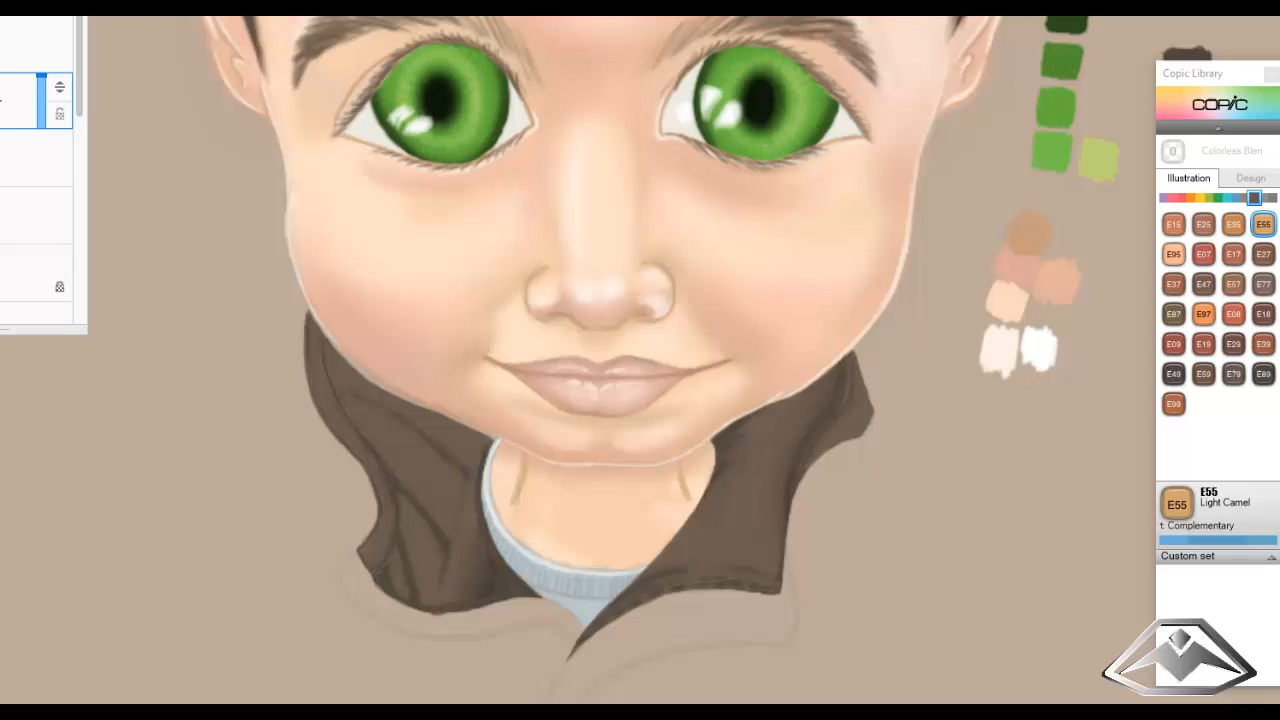 Copic Library
COPIC
0 Colorless Blen
Illustration Design
E15 E25 E35 E55
E95 E07 E17 E27
E37 E47 E57 E77
E87 E97 E08 E18
E09 E19 E29 E39
E49 E59 E79 E89
E99
E55
E55 Light Camel
t: Complementary
Custom set